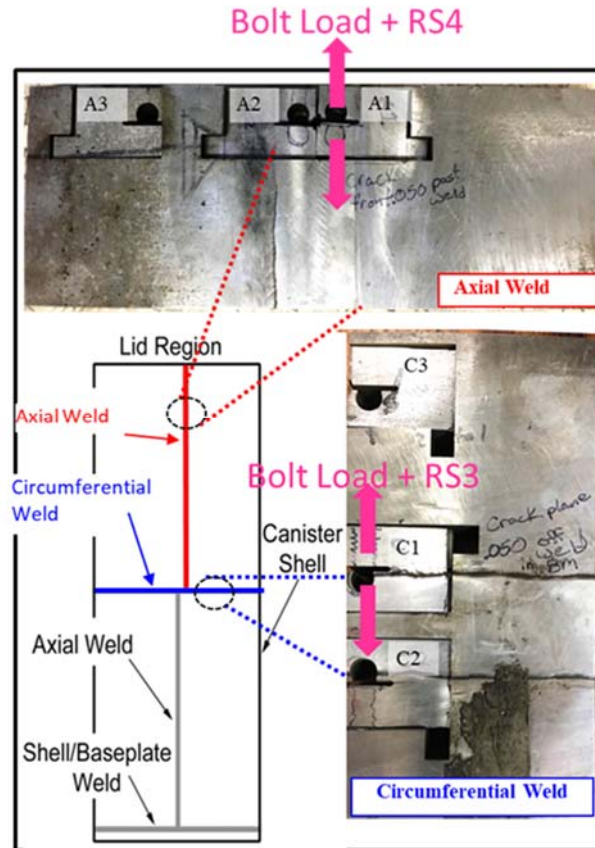 Bolt Load + RS4
A3
A2
A1
Crack
front .050 past
weld
Axial Weld
Lid Region
Axial Weld
Circumferential
Weld
Canister
Shell
Axial Weld
Shell/Baseplate
Weld
C3
Bolt Load + RS3
Crack plane
.050 off
in weld
BM
C1
C2
Circumferential Weld